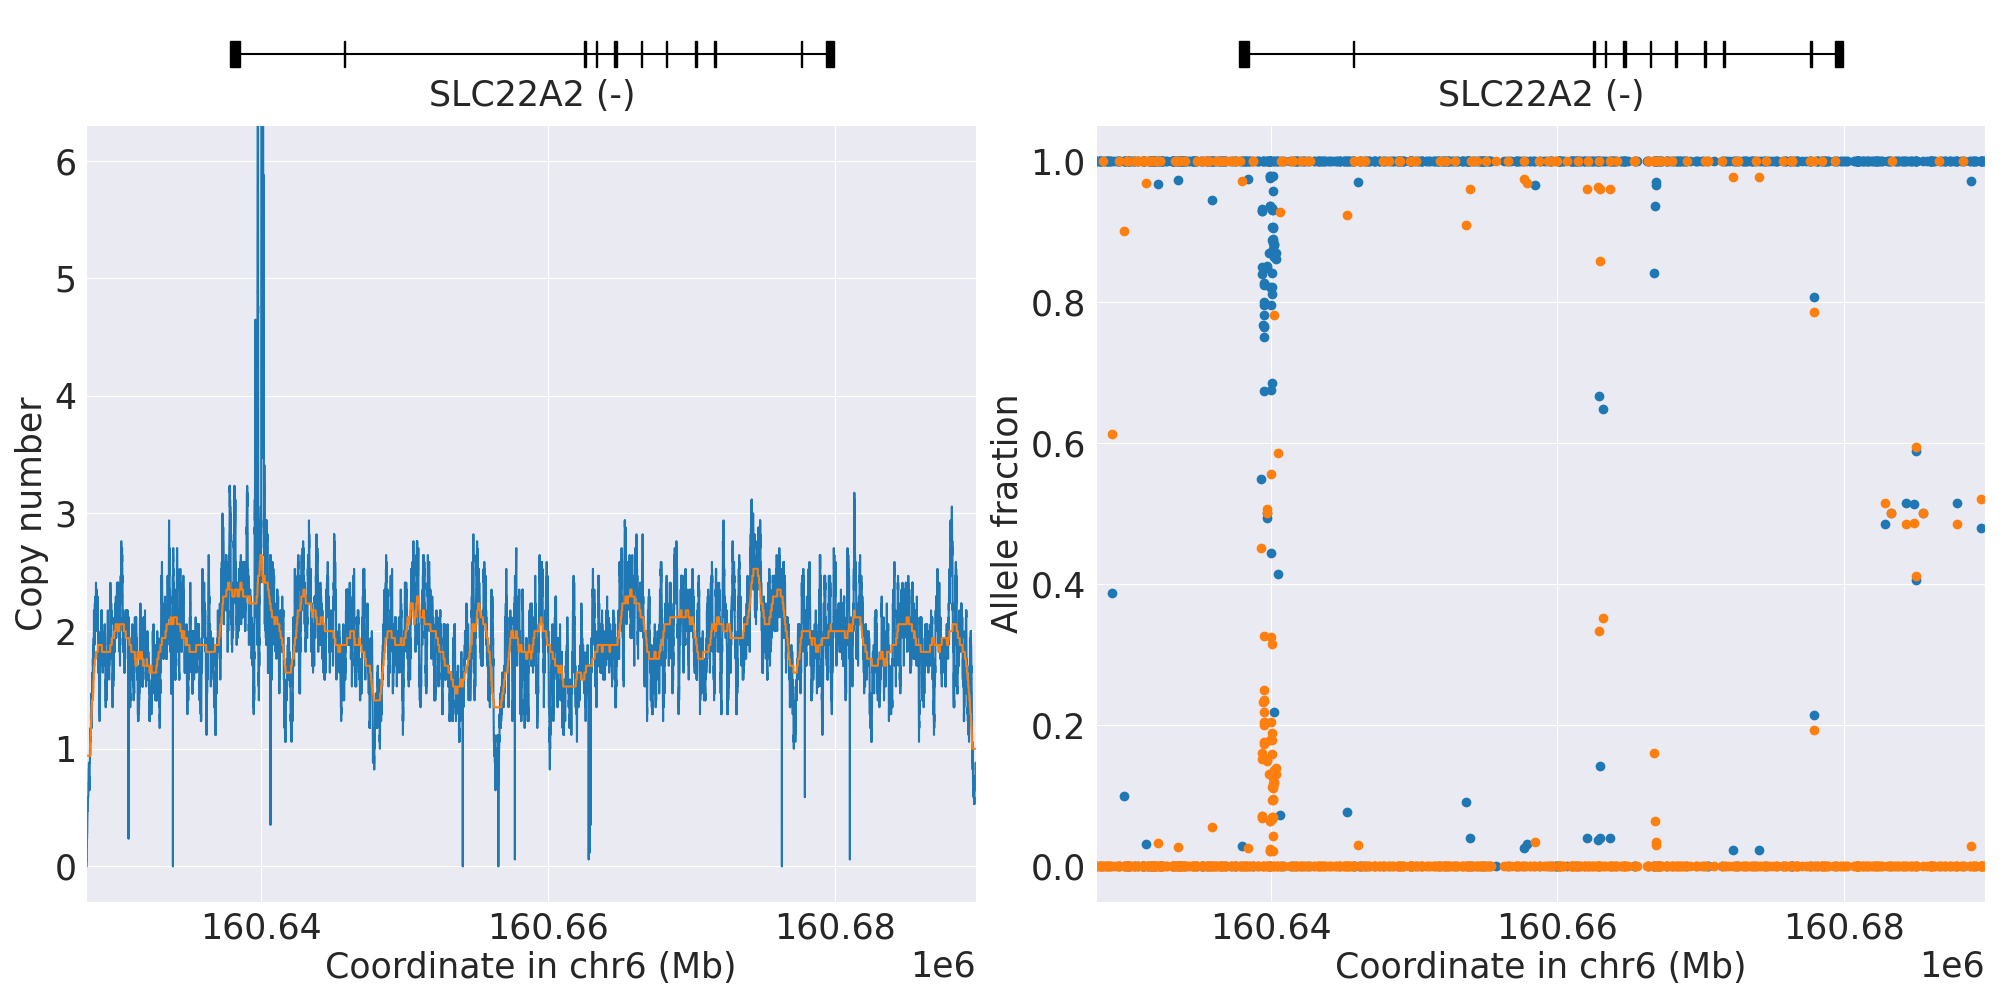 SLC22A2 (-)
6
5
4
3
2
1
0
Copy number
160.64
160.66
160.68
Coordinate in chr6 (Mb)
1e6
SLC22A2 (-)
1.0
0.8
0.6
0.4
0.2
0.0
Allele fraction
160.64
160.66
160.68
Coordinate in chr6 (Mb)
1e6